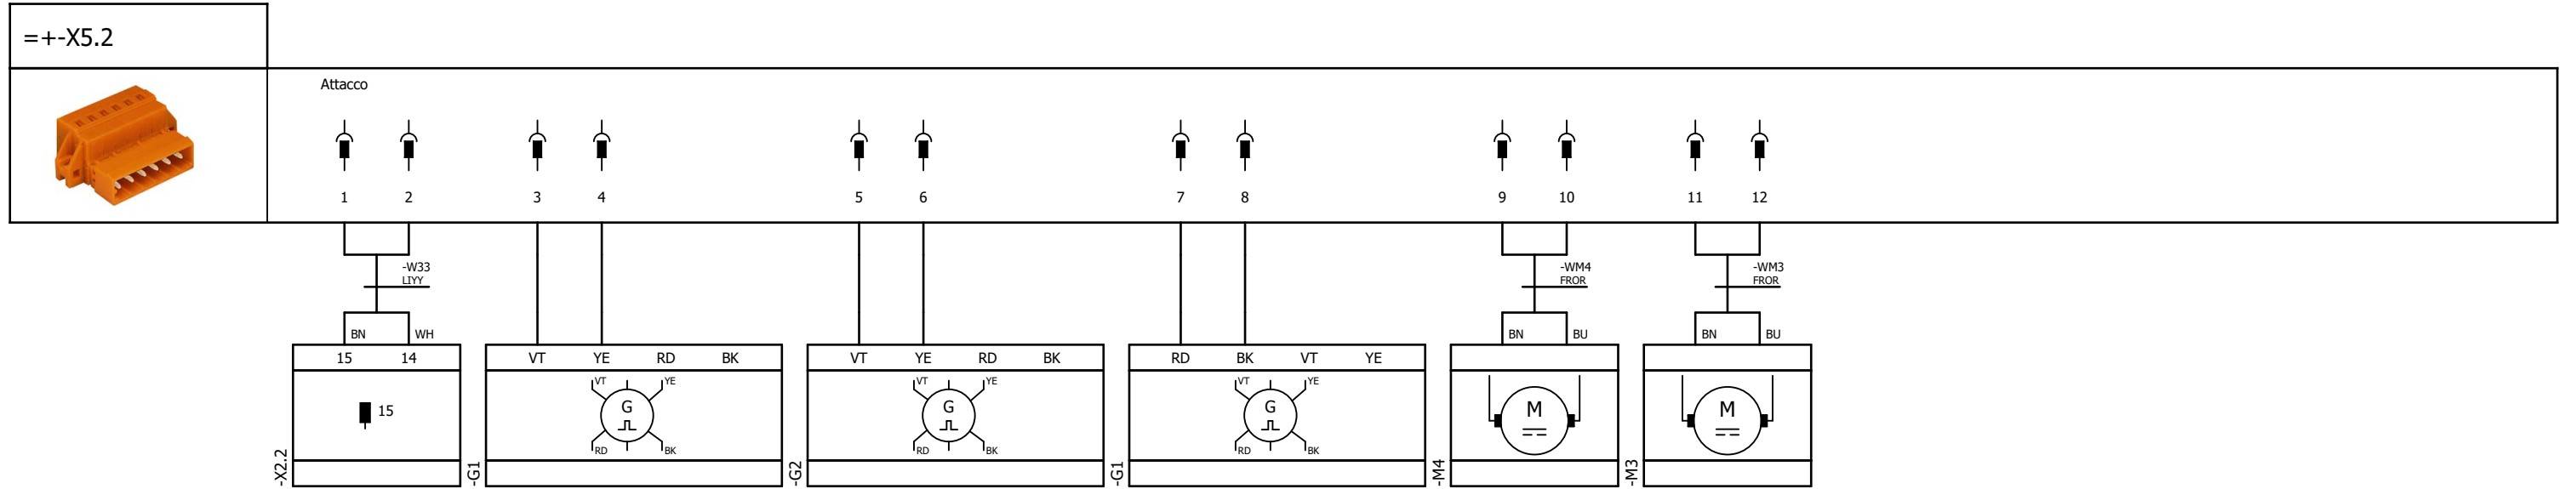 =+-X5.2
Attacco
1 2 3 4 5 6 7 8 9 10 11 12
-W33 -WM4 -WM3
LIYY FROR FROR
BN WH BN BU BN BU
15 14 VT YE RD BK VT YE RD BK RD BK VT YE
VT YE VT YE VT YE
15 G G G M M
RD BK RD BK RD BK
-X2.2 -G1 -G2 -G1 -M4 -M3